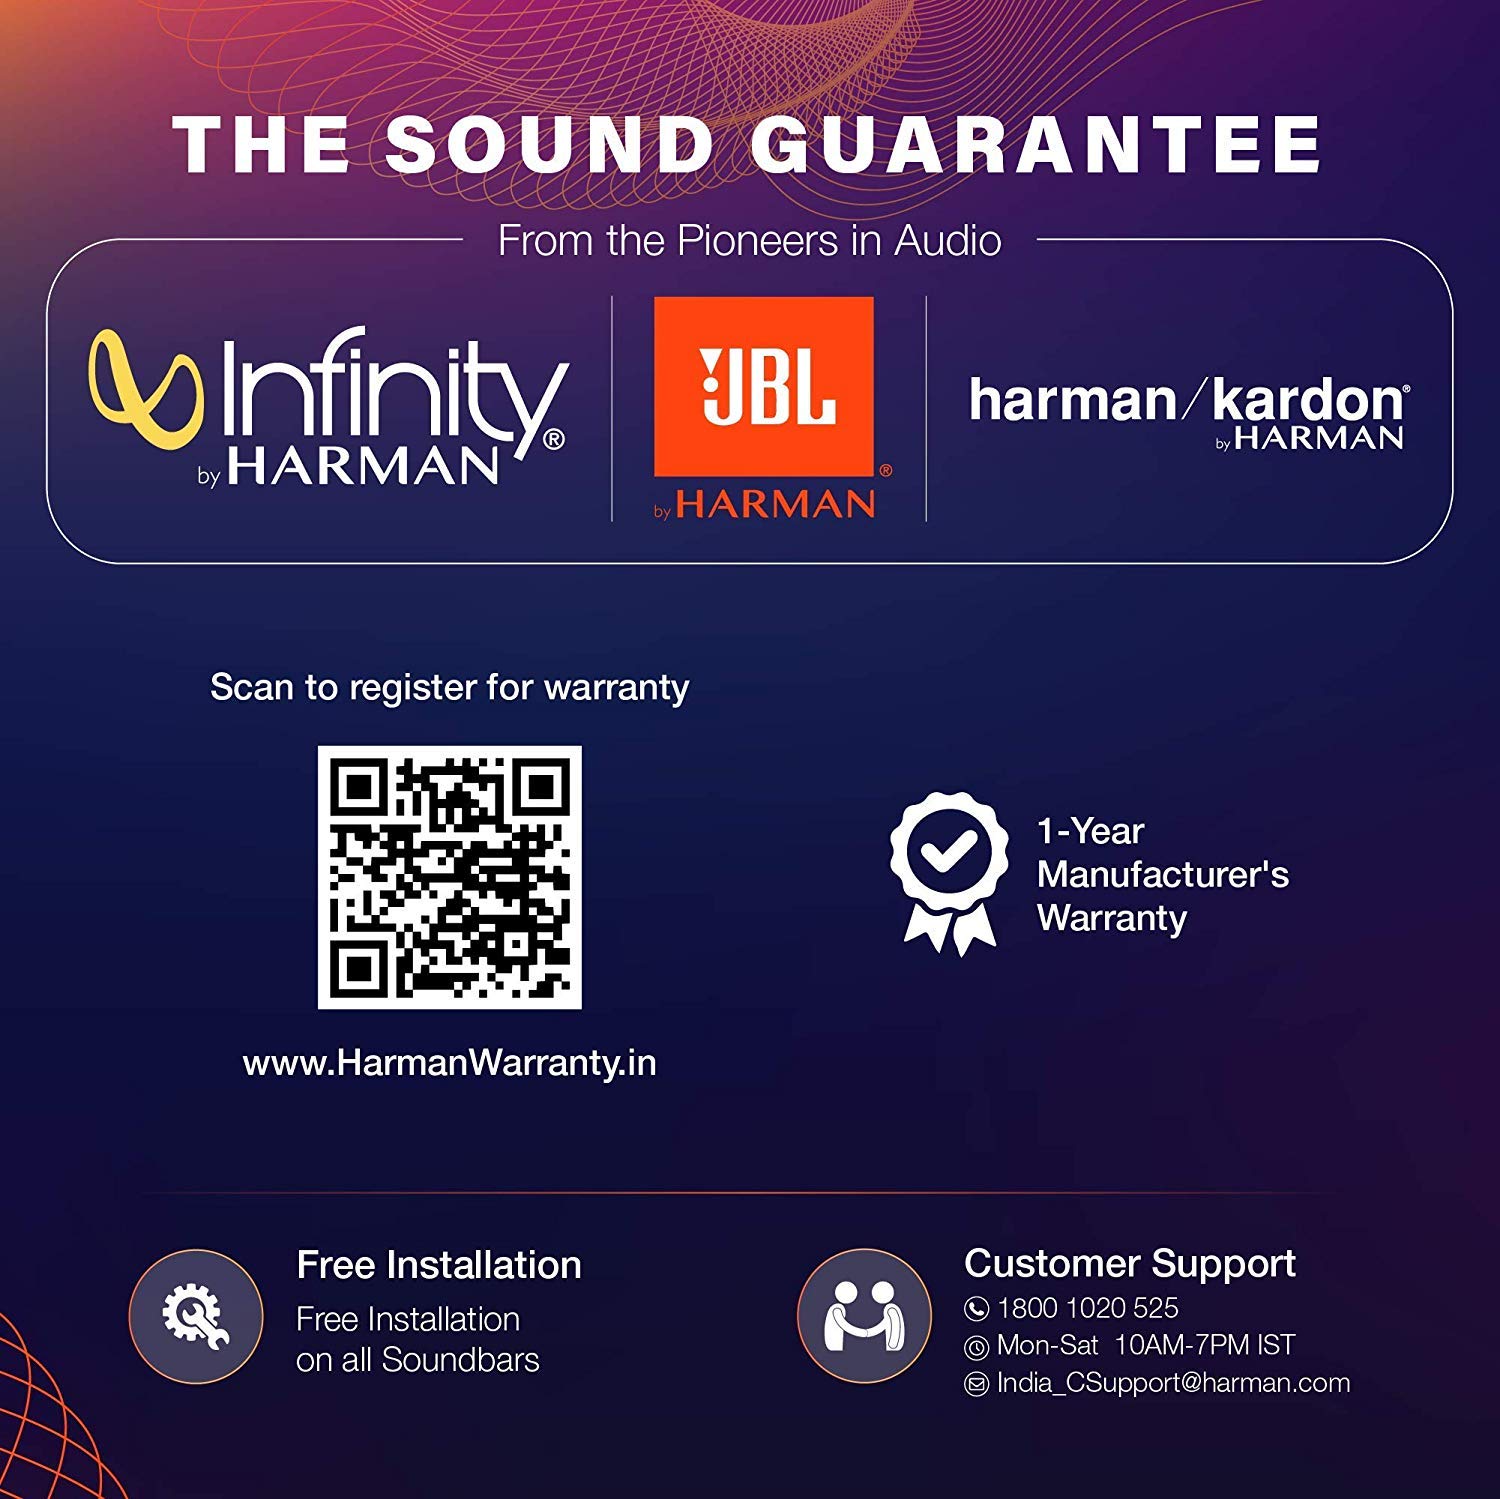 THE SOUND GUARANTEE
From the Pioneers in Audio
Infinity®
by HARMAN
JBL®
by HARMAN
harman/kardon®
by HARMAN
Scan to register for warranty
www.HarmanWarranty.in
1-Year
Manufacturer's
Warranty
Free Installation
Free Installation
on all Soundbars
Customer Support
1800 1020 525
Mon-Sat 10AM-7PM IST
India_CSupport@harman.com